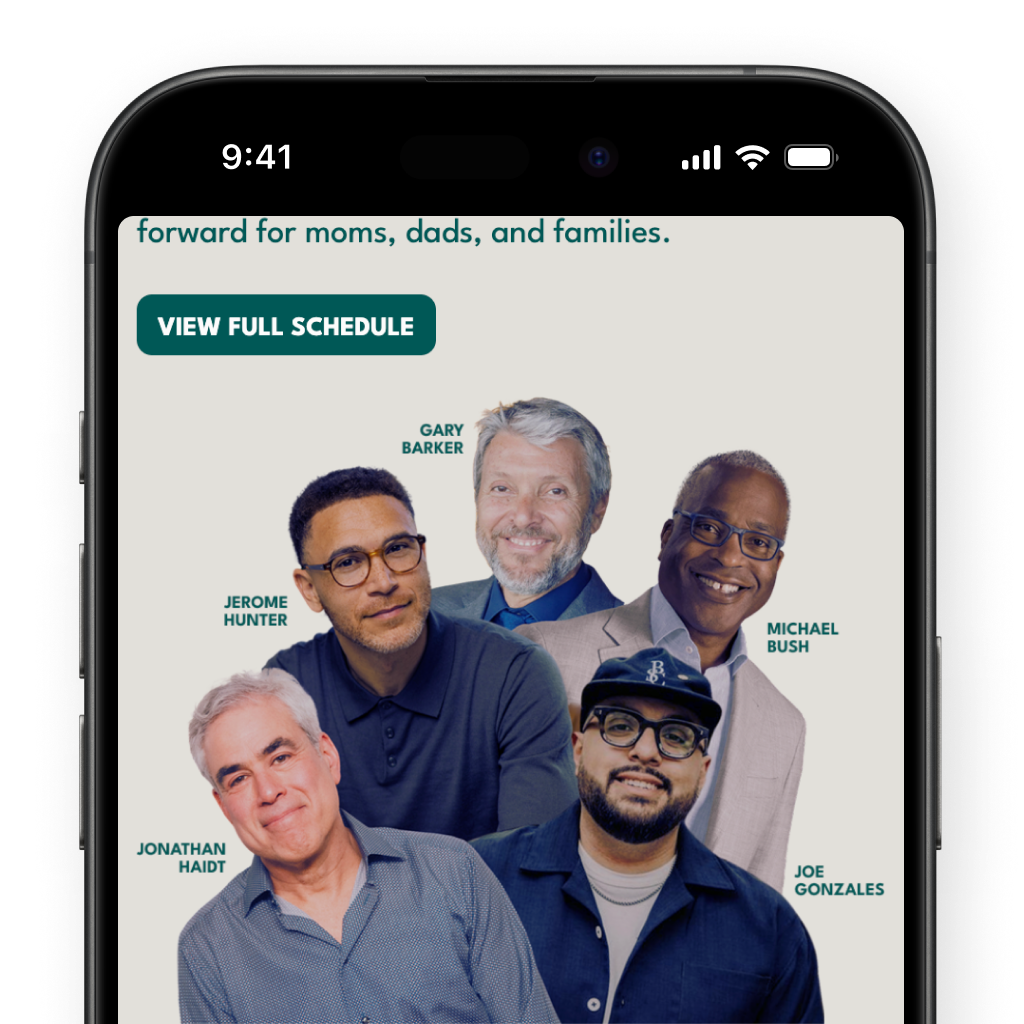 9:41
forward for moms, dads, and families.
VIEW FULL SCHEDULE
GARY
BARKER
JEROME
HUNTER
MICHAEL
BUSH
JONATHAN
HAIDT
JOE
GONZALES